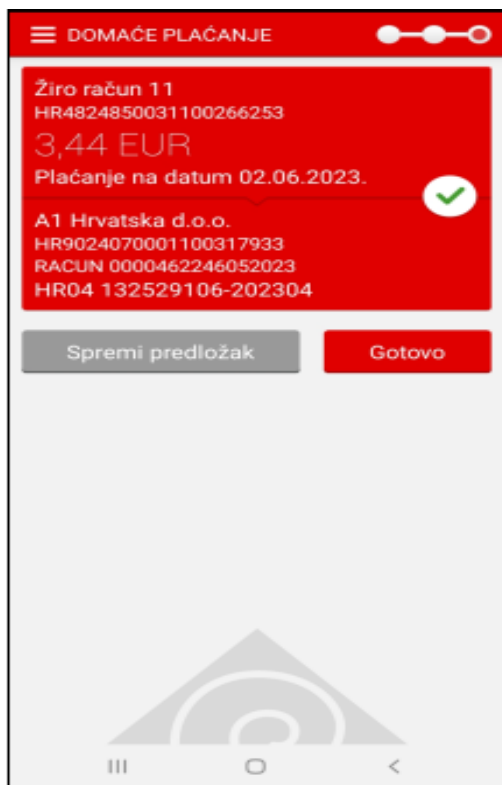 DOMAĆE PLAĆANJE
Žiro račun 11
HR4824850031100266253
3,44 EUR
Plaćanje na datum 02.06.2023.
A1 Hrvatska d.o.o.
HR9024070001100317933
RACUN 0000462246052023
HR04 132529106-202304
Spremi predložak
Gotovo